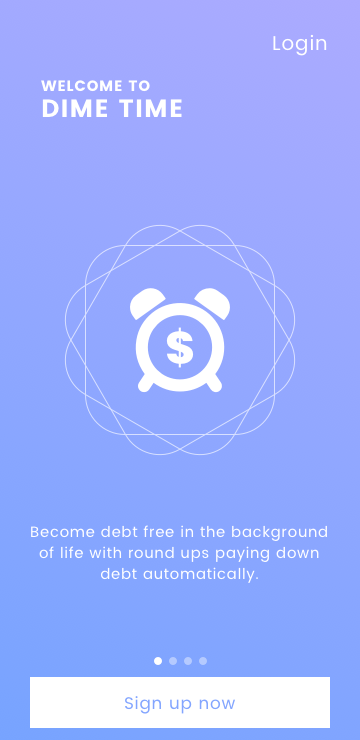 Login
WELCOME TO
DIME TIME
$
Become debt free in the background
of life with round ups paying down
debt automatically.
Sign up now